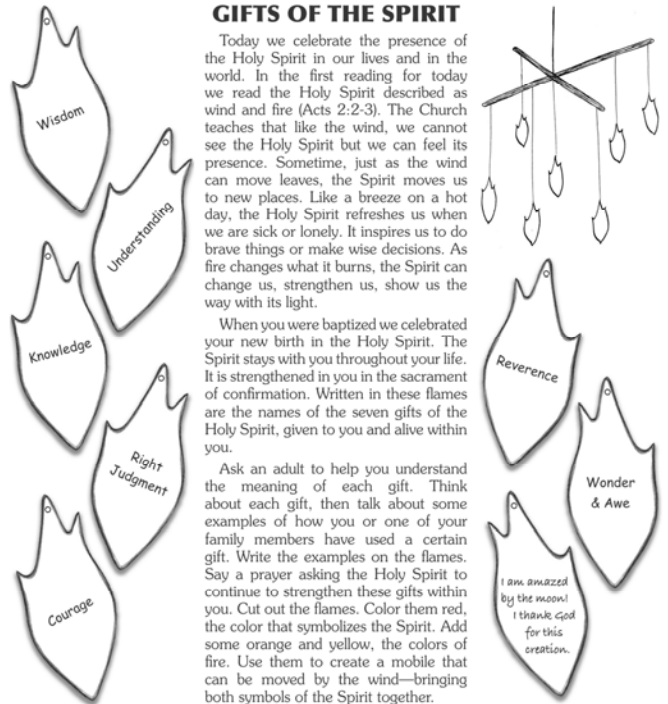 GIFTS OF THE SPIRIT
Today we celebrate the presence of
the Holy Spirit in our lives and in the
world. In the first reading for today
we read the Holy Spirit described as
wind and fire (Acts 2:2-3). The Church
teaches that like the wind, we cannot
see the Holy Spirit but we can feel its
presence. Sometime, just as the wind
can move leaves, the Spirit moves us
to new places. Like a breeze on a hot
day, the Holy Spirit refreshes us when
we are sick or lonely. It inspires us to do
brave things or make wise decisions. As
fire changes what it burns, the Spirit can
change us, strengthen us, show us the
way with its light.
When you were baptized we celebrated
your new birth in the Holy Spirit. The
Spirit stays with you throughout your life.
It is strengthened in you in the sacrament
of confirmation. Written in these flames
are the names of the seven gifts of the
Holy Spirit, given to you and alive within
you.
Ask an adult to help you understand
the meaning of each gift. Think
about each gift, then talk about some
examples of how you or one of your
family members have used a certain
gift. Write the examples on the flames.
Say a prayer asking the Holy Spirit to
continue to strengthen these gifts within
you. Cut out the flames. Color them red,
the color that symbolizes the Spirit. Add
some orange and yellow, the colors of
fire. Use them to create a mobile that
can be moved by the wind—bringing
both symbols of the Spirit together.
Wisdom
Understanding
Knowledge
Right
Judgment
Courage
Reverence
Wonder
& Awe
I am amazed
by the moon!
I thank God
for this
creation.